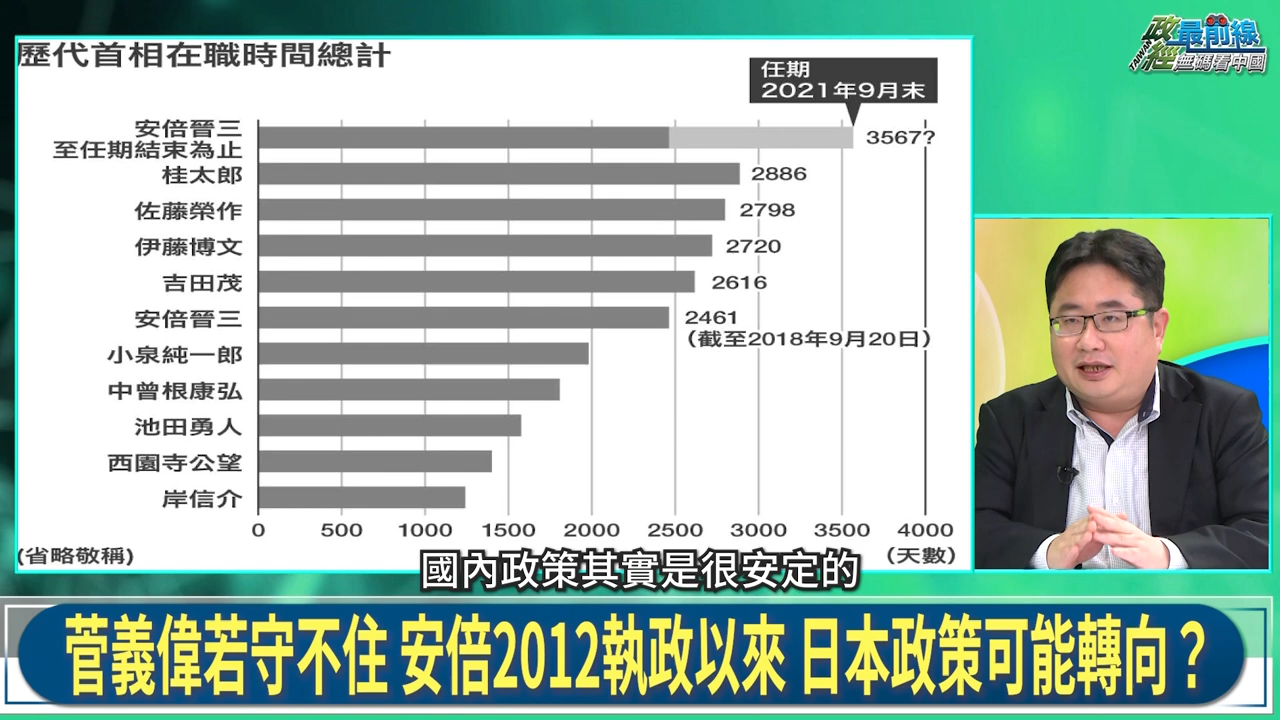 歷代首相在職時間總計
政經最前線
TAIWAN
無碼看中國
任期
2021年9月末
安倍晉三
至任期結束為止
3567?
桂太郎
2886
佐藤榮作
2798
伊藤博文
2720
吉田茂
2616
安倍晉三
2461
(截至2018年9月20日)
小泉純一郎
中曾根康弘
池田勇人
西園寺公望
岸信介
0 500 1000 1500 2000 2500 3000 3500 4000
(省略敬稱)
(天數)
國內政策其實是很安定的
菅義偉若守不住 安倍2012執政以來 日本政策可能轉向？